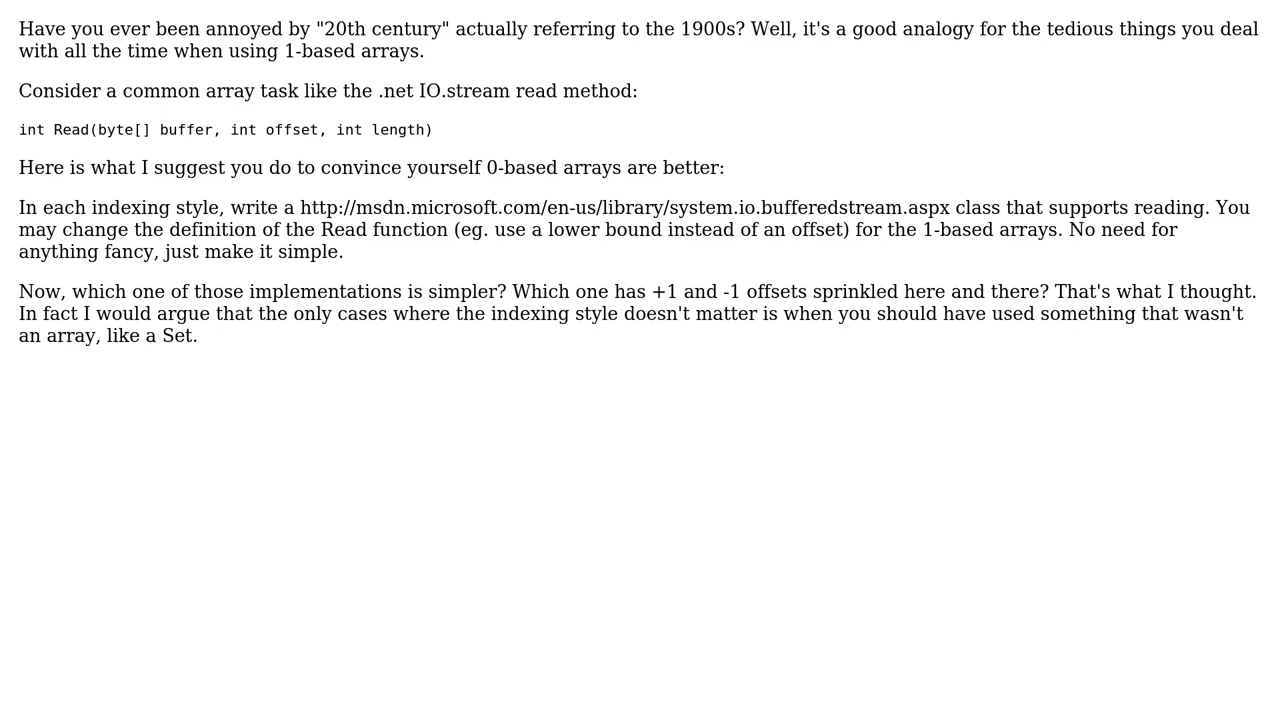 Have you ever been annoyed by "20th century" actually referring to the 1900s? Well, it's a good analogy for the tedious things you deal
with all the time when using 1-based arrays.
Consider a common array task like the .net IO.stream read method:
int Read(byte[] buffer, int offset, int length)
Here is what I suggest you do to convince yourself 0-based arrays are better:
In each indexing style, write a http://msdn.microsoft.com/en-us/library/system.io.bufferedstream.aspx class that supports reading. You
may change the definition of the Read function (eg. use a lower bound instead of an offset) for the 1-based arrays. No need for
anything fancy, just make it simple.
Now, which one of those implementations is simpler? Which one has +1 and -1 offsets sprinkled here and there? That's what I thought.
In fact I would argue that the only cases where the indexing style doesn't matter is when you should have used something that wasn't
an array, like a Set.